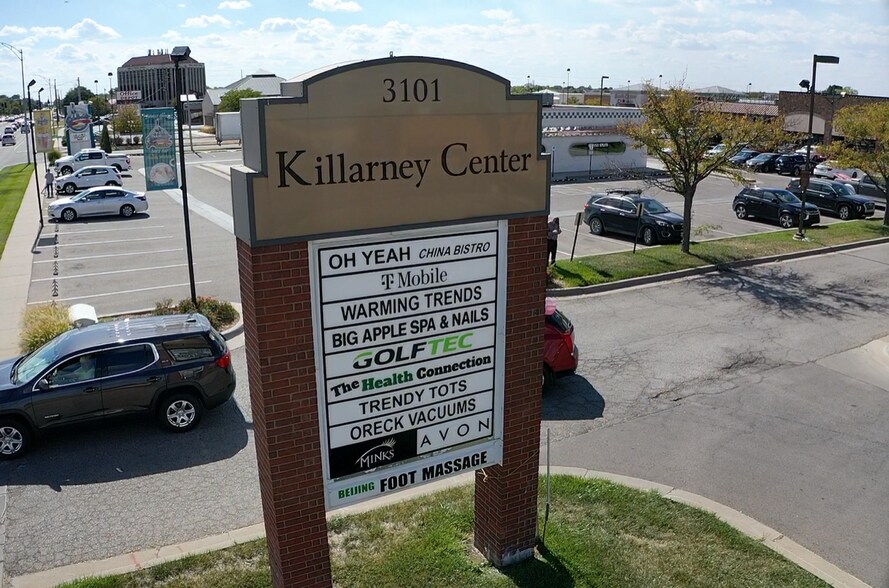 3101
Killarney Center
OH YEAH CHINA BISTRO
T Mobile
WARMING TRENDS
BIG APPLE SPA & NAILS
GOLFTEC
The Health Connection
TRENDY TOTS
ORECK VACUUMS
MINKS AVON
BEIJING FOOT MASSAGE